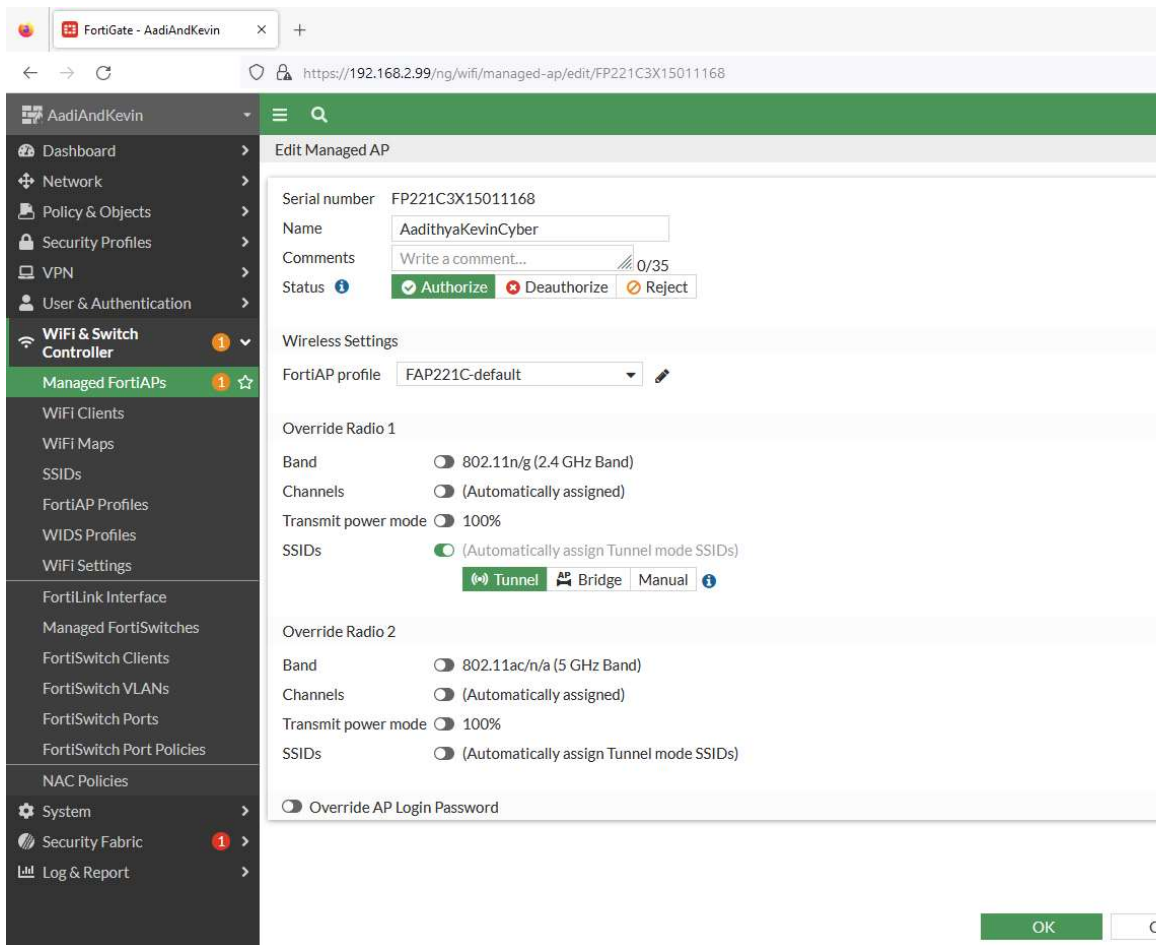 FortiGate - AadiAndKevin
https://192.168.2.99/ng/wifi/managed-ap/edit/FP221C3X15011168
AadiAndKevin
Dashboard
Network
Policy & Objects
Security Profiles
VPN
User & Authentication
WiFi & Switch
Controller
1
Managed FortiAPs
1
WiFi Clients
WiFi Maps
SSIDs
FortiAP Profiles
WIDS Profiles
WiFi Settings
FortiLink Interface
Managed FortiSwitches
FortiSwitch Clients
FortiSwitch VLANs
FortiSwitch Ports
FortiSwitch Port Policies
NAC Policies
System
Security Fabric
1
Log & Report
Edit Managed AP
Serial number FP221C3X15011168
Name AadithyaKevinCyber
Comments Write a comment... 0/35
Status Authorize Deauthorize Reject
Wireless Settings
FortiAP profile FAP221C-default
Override Radio 1
Band 802.11n/g (2.4 GHz Band)
Channels (Automatically assigned)
Transmit power mode 100%
SSIDs (Automatically assign Tunnel mode SSIDs)
Tunnel AP Bridge Manual
Override Radio 2
Band 802.11ac/n/a (5 GHz Band)
Channels (Automatically assigned)
Transmit power mode 100%
SSIDs (Automatically assign Tunnel mode SSIDs)
Override AP Login Password
OK